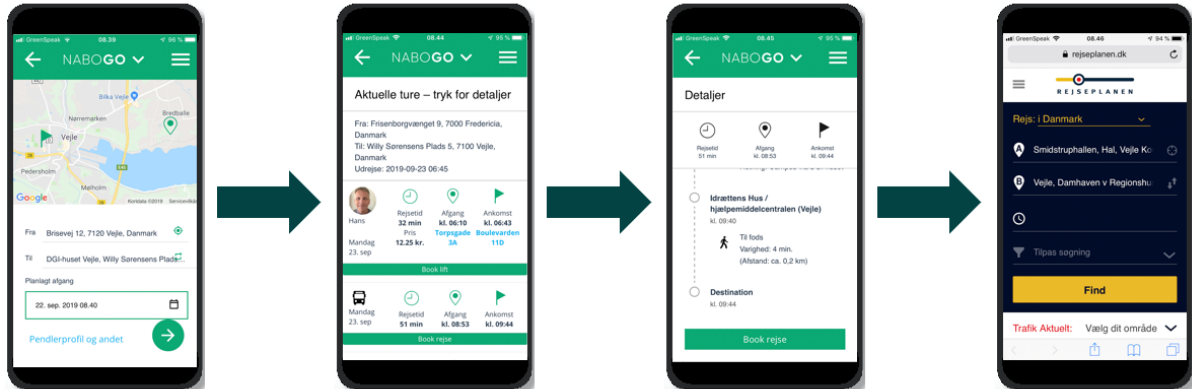 GreenSpeak 08.39 95 %
NABOGO
Bilka Vejle
Nørremarken
Bredballe
Vejle
Pedersholm
Mølholm
Google
Kortdata ©2019 Servicevilkår
Fra Brisevej 12, 7120 Vejle, Danmark
Til DGI-huset Vejle, Willy Sørensens Plads
Planlagt afgang
22. sep. 2019 08.40
Pendlerprofil og andet
GreenSpeak 08.44 95 %
NABOGO
Aktuelle ture – tryk for detaljer
Fra: Frisenborgvænget 9, 7000 Fredericia,
Danmark
Til: Willy Sørensens Plads 5, 7100 Vejle,
Danmark
Udrejse: 2019-09-23 06:45
Hans
Mandag
23. sep
Rejsetid
32 min
Pris
12.25 kr.
Afgang
kl. 06:10
Torpsgade
3A
Ankomst
kl. 06:43
Boulevarden
11D
Book lift
Mandag
23. sep
Rejsetid
51 min
Afgang
kl. 08:53
Ankomst
kl. 09:44
Book rejse
GreenSpeak 08.45 95 %
NABOGO
Detaljer
Rejsetid
51 min
Afgang
kl. 08:53
Ankomst
kl. 09:44
Idrættens Hus /
hjælpemiddelcentralen (Vejle)
kl. 09:40
Til fods
Varighed: 4 min.
(Afstand: ca. 0,2 km)
Destination
kl. 09:44
Book rejse
GreenSpeak 08.46 94 %
rejseplanen.dk
REJSEPLANEN
Rejs: i Danmark
A Smidstruphallen, Hal, Vejle Ko
B Vejle, Damhaven v Regionshu
Tilpas søgning
Find
Trafik Aktuelt: Vælg dit område